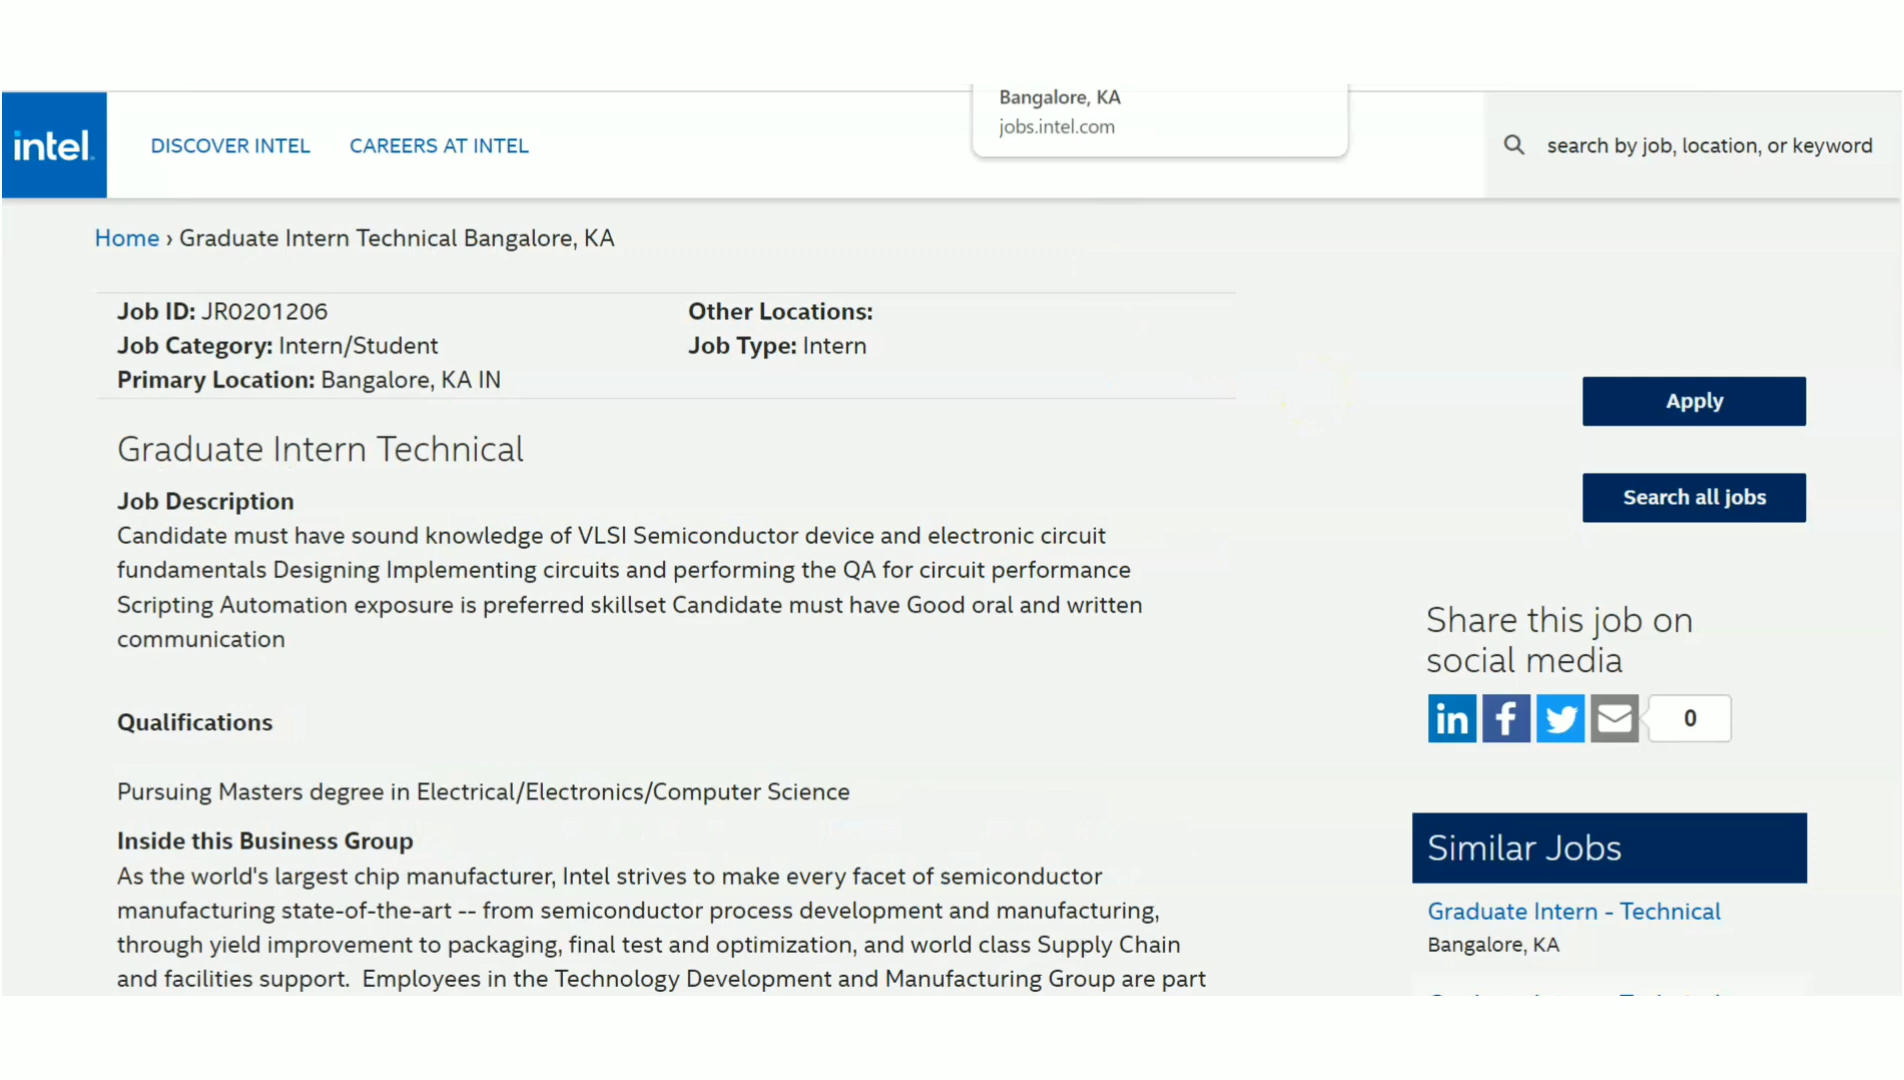 Bangalore, KA
jobs.intel.com
intel.
DISCOVER INTEL
CAREERS AT INTEL
search by job, location, or keyword
Home › Graduate Intern Technical Bangalore, KA
Job ID: JR0201206
Job Category: Intern/Student
Primary Location: Bangalore, KA IN
Other Locations:
Job Type: Intern
Graduate Intern Technical
Job Description
Candidate must have sound knowledge of VLSI Semiconductor device and electronic circuit
fundamentals Designing Implementing circuits and performing the QA for circuit performance
Scripting Automation exposure is preferred skillset Candidate must have Good oral and written
communication
Qualifications
Pursuing Masters degree in Electrical/Electronics/Computer Science
Inside this Business Group
As the world's largest chip manufacturer, Intel strives to make every facet of semiconductor
manufacturing state-of-the-art -- from semiconductor process development and manufacturing,
through yield improvement to packaging, final test and optimization, and world class Supply Chain
and facilities support.  Employees in the Technology Development and Manufacturing Group are part
Apply
Search all jobs
Share this job on
social media
in f
0
Similar Jobs
Graduate Intern - Technical
Bangalore, KA